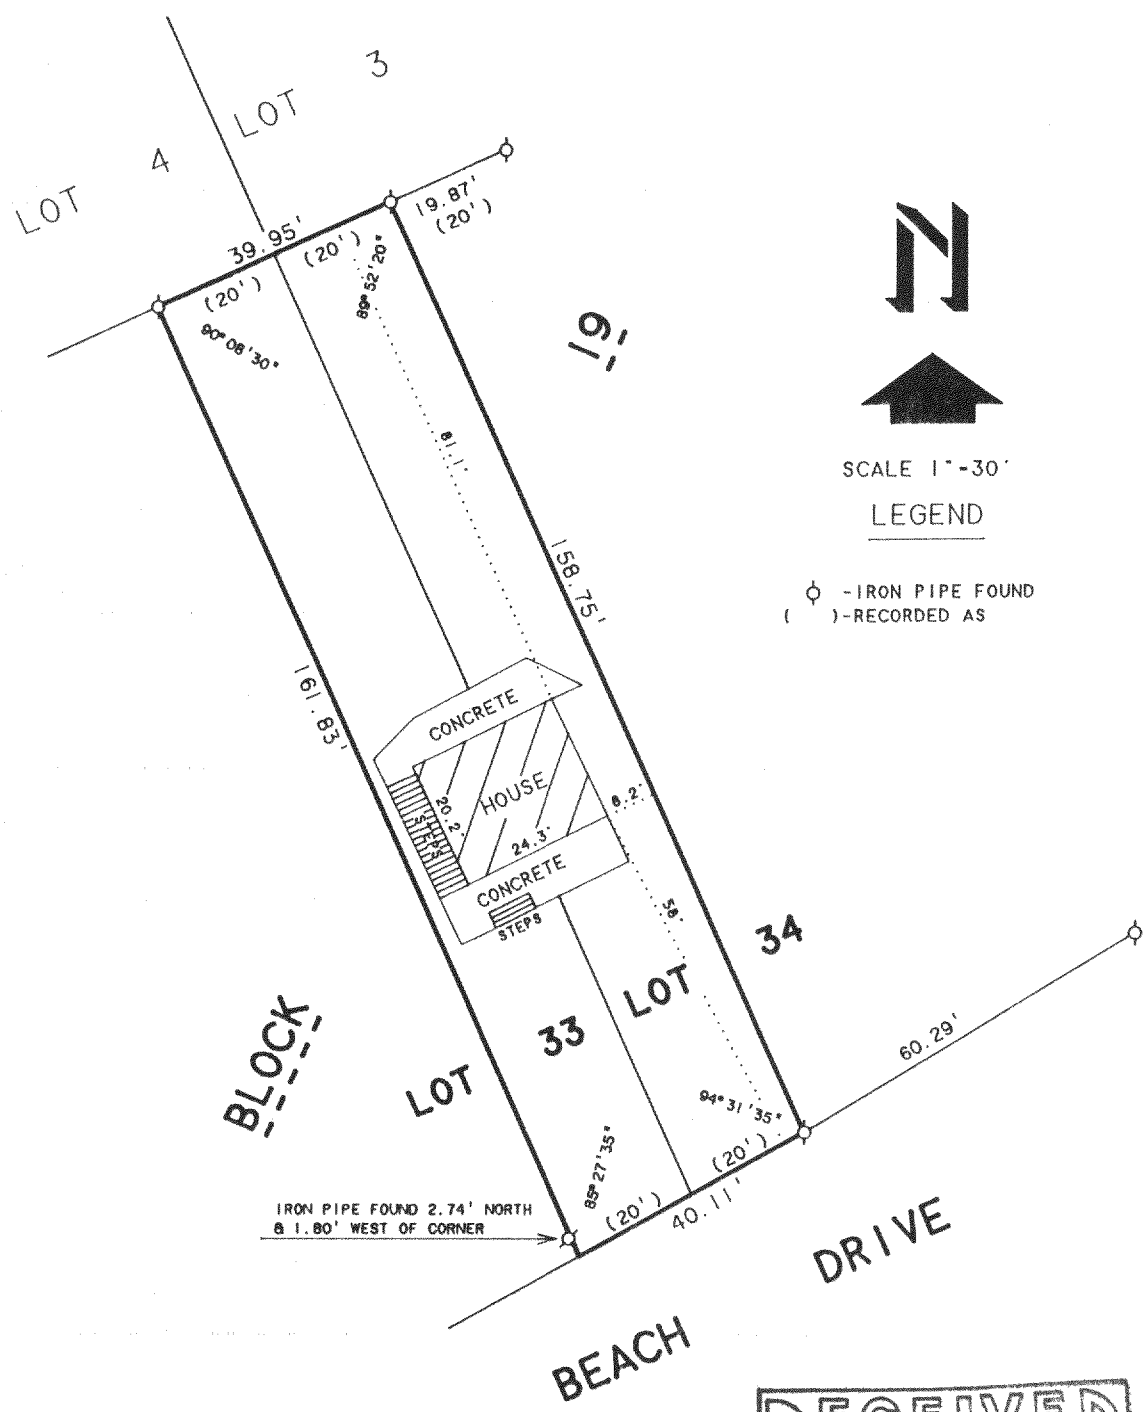 LOT 3
LOT 4
19.87'
(20')
39.95'
(20')
(20')
89°52'20"
90°08'30"
19
N
81.1'
SCALE 1"-30'
LEGEND
-IRON PIPE FOUND
( )-RECORDED AS
158.75'
161.83'
CONCRETE
HOUSE
20.2'
STEPS
24.3'
CONCRETE
STEPS
58'
LOT 34
LOT 33
BLOCK
60.29'
94°31'35"
85°27'35"
(20')
(20')
40.11'
IRON PIPE FOUND 2.74' NORTH
& 1.80' WEST OF CORNER
BEACH DRIVE
RECEIVED